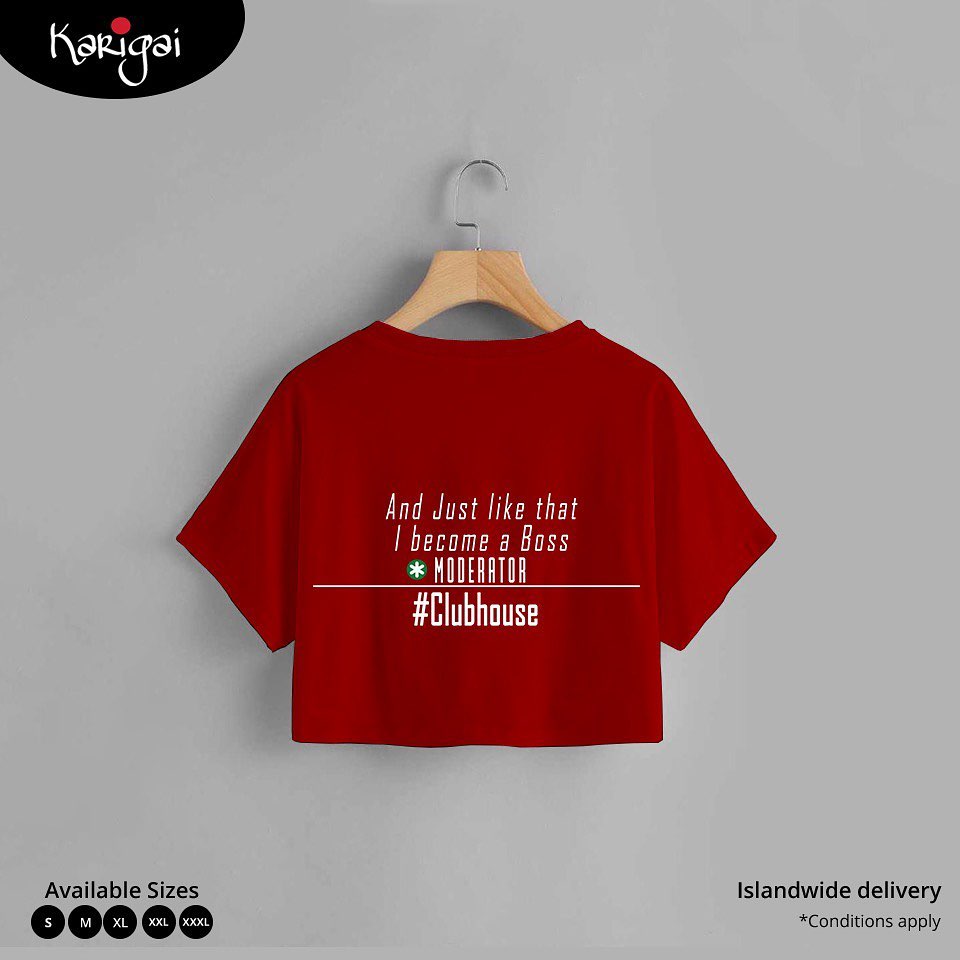 Karigai
And Just like that
I become a Boss
MODERATOR
#Clubhouse
Available Sizes
S M XL XXL XXXL
Islandwide delivery
*Conditions apply